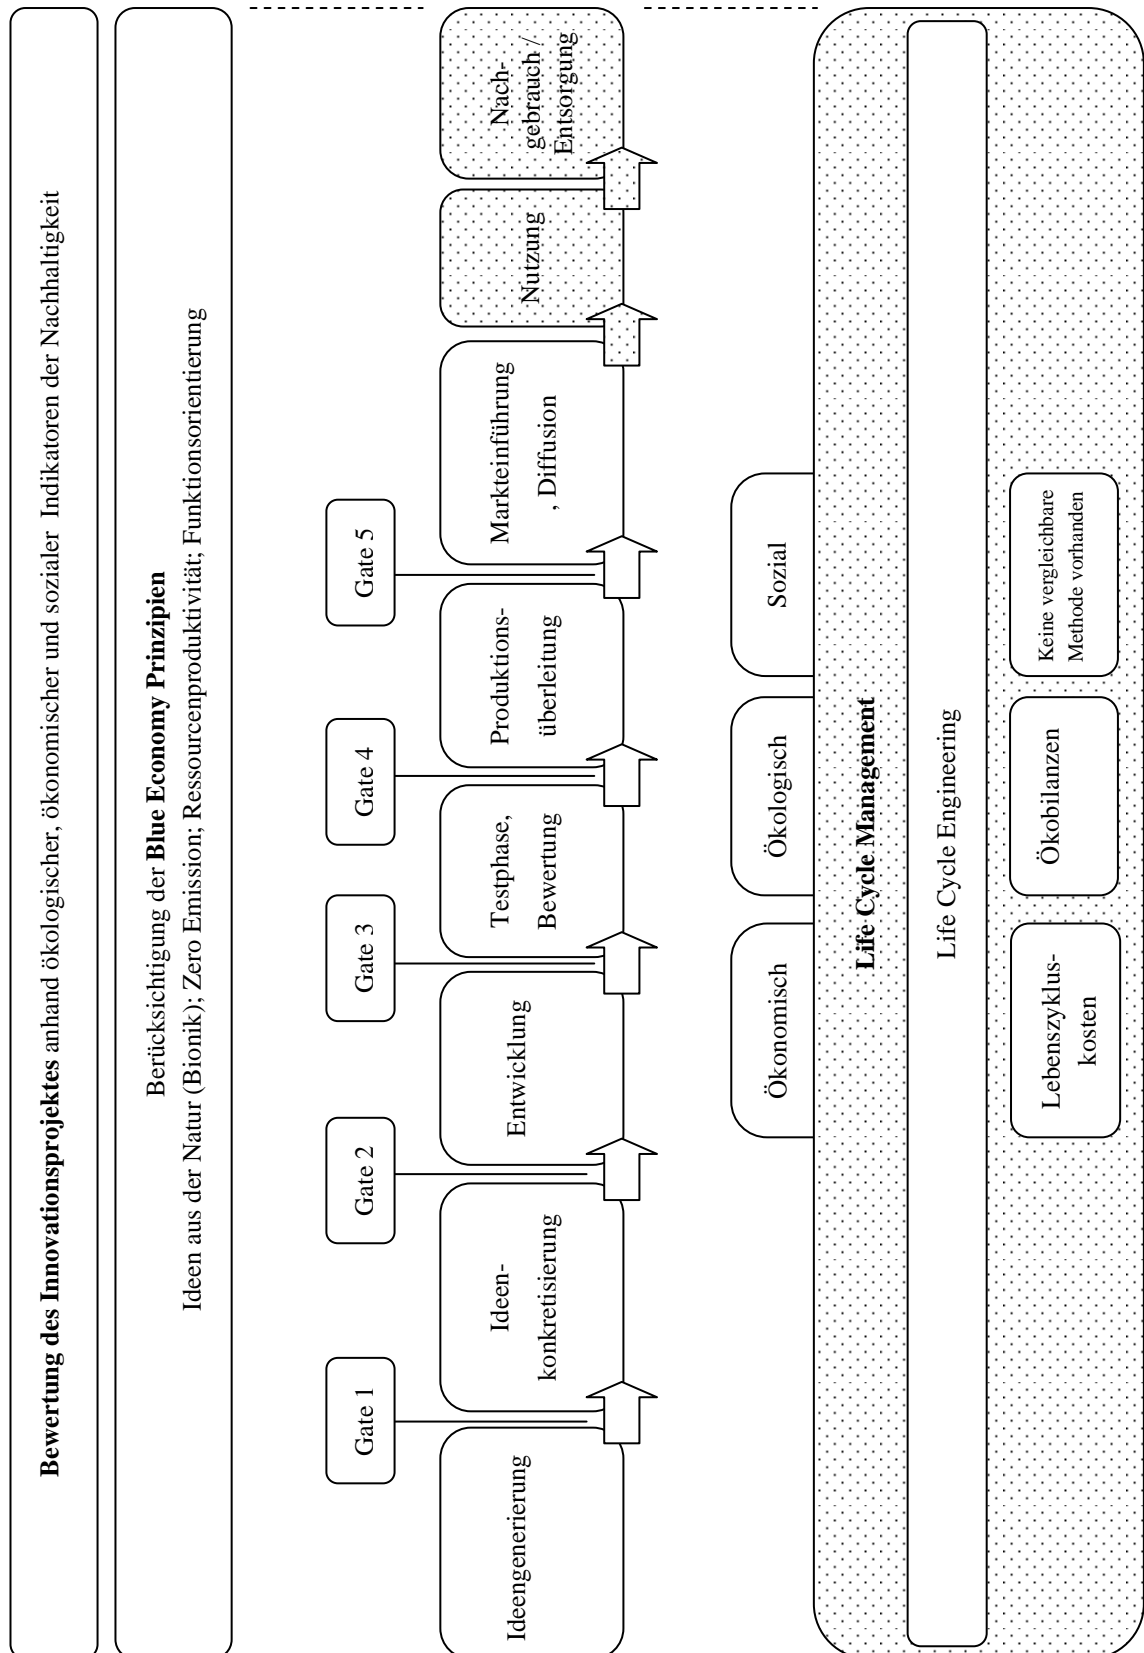 Bewertung des Innovationsprojektes anhand ökologischer, ökonomischer und sozialer Indikatoren der Nachhaltigkeit
Berücksichtigung der Blue Economy Prinzipien
Ideen aus der Natur (Bionik); Zero Emission; Ressourcenproduktivität; Funktionsorientierung
Gate 1
Gate 2
Gate 3
Gate 4
Gate 5
Ideengenerierung
Ideen-
konkretisierung
Entwicklung
Testphase,
Bewertung
Produktions-
überleitung
Markteinführung
, Diffusion
Nutzung
Nach-
gebrauch /
Entsorgung
Ökonomisch
Ökologisch
Sozial
Life Cycle Management
Life Cycle Engineering
Lebenszyklus-
kosten
Ökobilanzen
Keine vergleichbare
Methode vorhanden